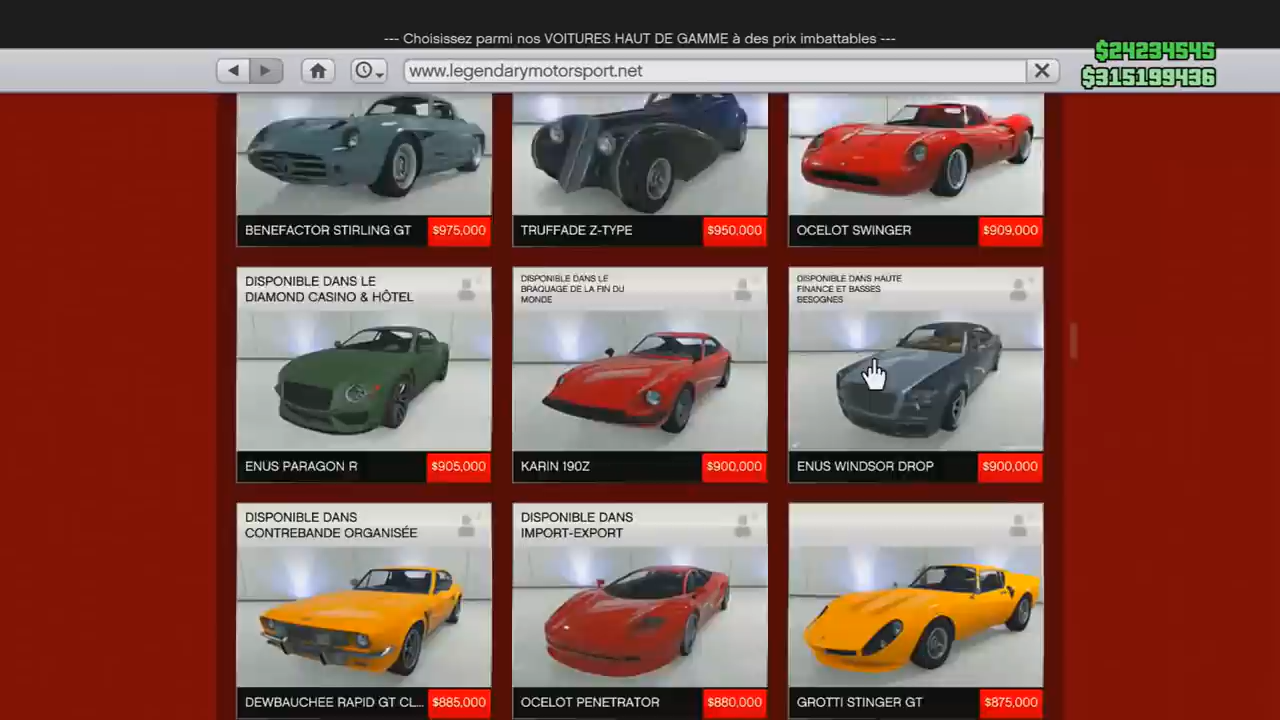 --- Choisissez parmi nos VOITURES HAUT DE GAMME à des prix imbattables ---
www.legendarymotorsport.net
$24234545
$315199436
BENEFACTOR STIRLING GT $975,000
TRUFFADE Z-TYPE $950,000
OCELOT SWINGER $909,000
DISPONIBLE DANS LE
DIAMOND CASINO & HÔTEL
ENUS PARAGON R $905,000
DISPONIBLE DANS LE
BRAQUAGE DE LA FIN DU
MONDE
KARIN 190Z $900,000
DISPONIBLE DANS HAUTE
FINANCE ET BASSES
BESOGNES
ENUS WINDSOR DROP $900,000
DISPONIBLE DANS
CONTREBANDE ORGANISÉE
DEWBAUCHEE RAPID GT CL... $885,000
DISPONIBLE DANS
IMPORT-EXPORT
OCELOT PENETRATOR $880,000
GROTTI STINGER GT $875,000